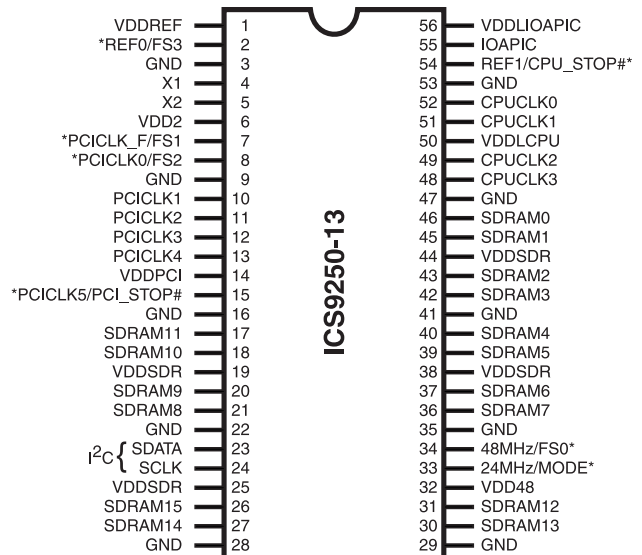 VDDREF 1 56 VDDLIOAPIC
*REF0/FS3 2 55 IOAPIC
GND 3 54 REF1/CPU_STOP#*
X1 4 53 GND
X2 5 52 CPUCLK0
VDD2 6 51 CPUCLK1
*PCICLK_F/FS1 7 50 VDDLCPU
*PCICLK0/FS2 8 49 CPUCLK2
GND 9 48 CPUCLK3
PCICLK1 10 47 GND
PCICLK2 11 46 SDRAM0
PCICLK3 12 45 SDRAM1
PCICLK4 13 44 VDDSDR
VDDPCI 14 43 SDRAM2
*PCICLK5/PCI_STOP# 15 42 SDRAM3
GND 16 41 GND
SDRAM11 17 40 SDRAM4
SDRAM10 18 39 SDRAM5
VDDSDR 19 38 VDDSDR
SDRAM9 20 37 SDRAM6
SDRAM8 21 36 SDRAM7
GND 22 35 GND
I²C { SDATA 23 34 48MHz/FS0*
SCLK 24 33 24MHz/MODE*
VDDSDR 25 32 VDD48
SDRAM15 26 31 SDRAM12
SDRAM14 27 30 SDRAM13
GND 28 29 GND
ICS9250-13